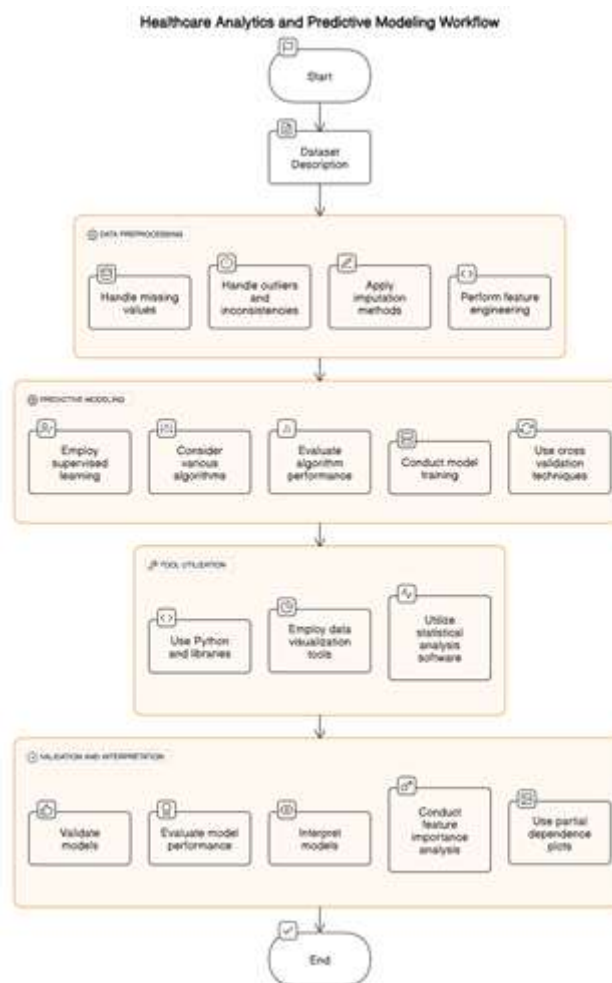 Healthcare Analytics and Predictive Modeling Workflow
Start
Dataset
Description
DATA PREPROCESSING
Handle missing
values
Handle outliers
and
inconsistencies
Apply
imputation
methods
Perform feature
engineering
PREDICTIVE MODELING
Employ
supervised
learning
Consider
various
algorithms
Evaluate
algorithm
performance
Conduct model
training
Use cross
validation
techniques
TOOL UTILIZATION
Use Python
and libraries
Employ data
visualization
tools
Utilize
statistical
analysis
software
VALIDATION AND INTERPRETATION
Validate
models
Evaluate model
performance
Interpret
models
Conduct
feature
importance
analysis
Use partial
dependence
plots
End